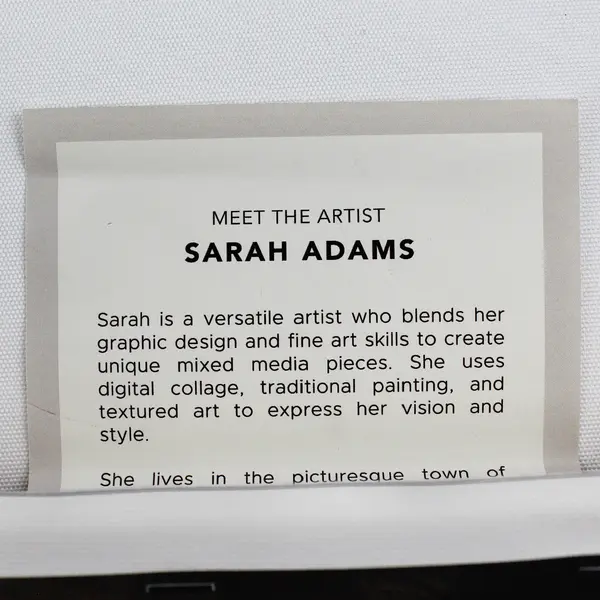 MEET THE ARTIST
SARAH ADAMS
Sarah is a versatile artist who blends her
graphic design and fine art skills to create
unique mixed media pieces. She uses
digital collage, traditional painting, and
textured art to express her vision and
style.
She lives in the picturesque town of